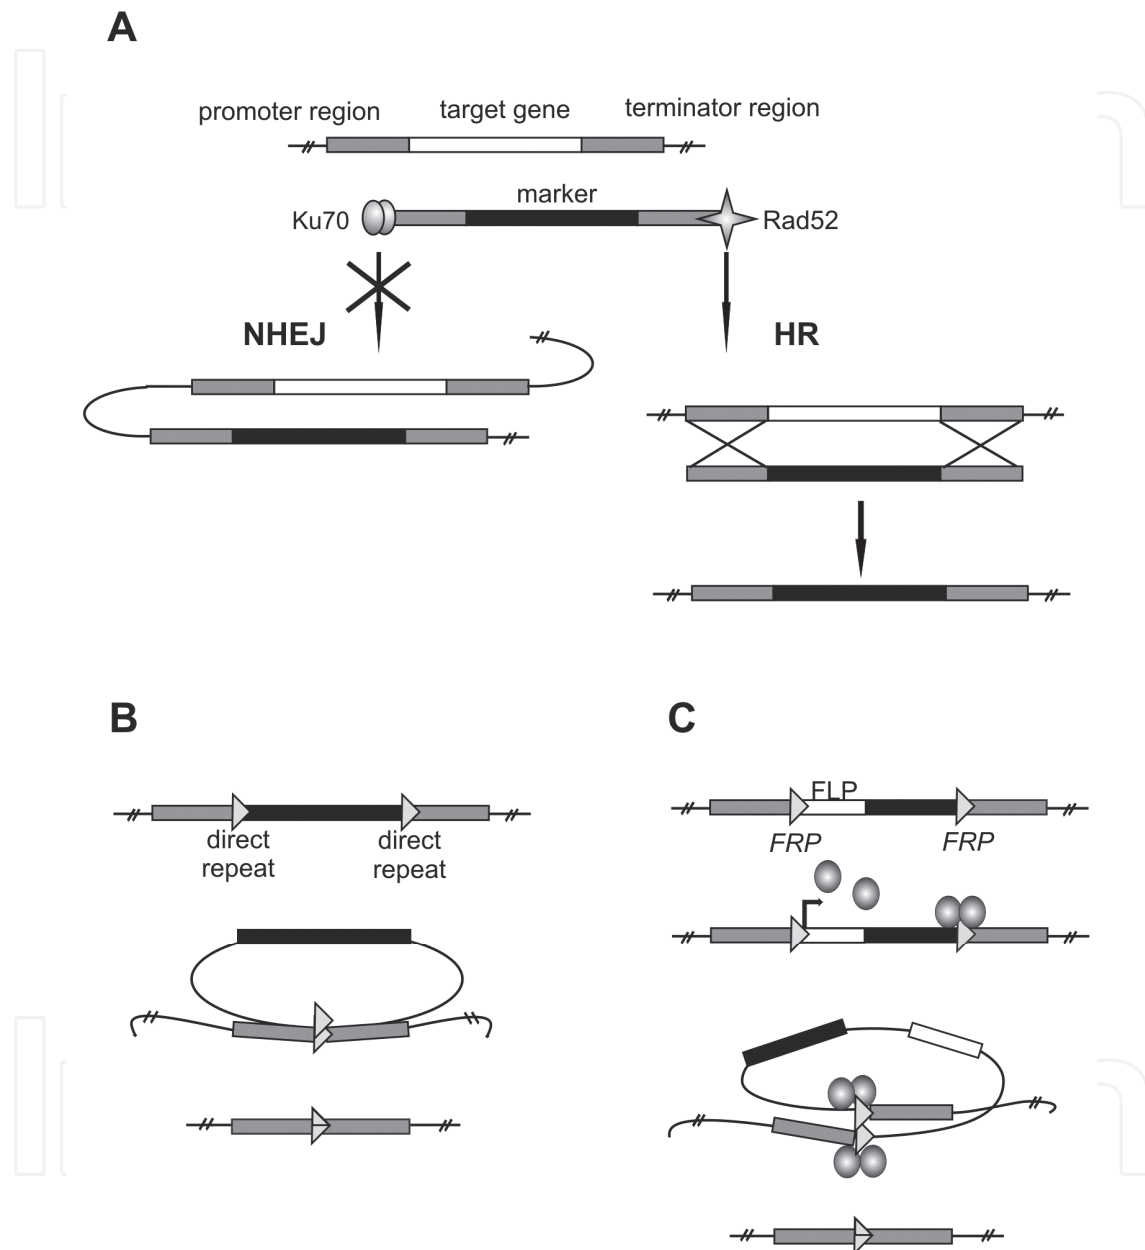 A
promoter region
target gene
terminator region
marker
Ku70
Rad52
NHEJ
HR
B
C
direct
repeat
direct
repeat
FLP
FRP
FRP